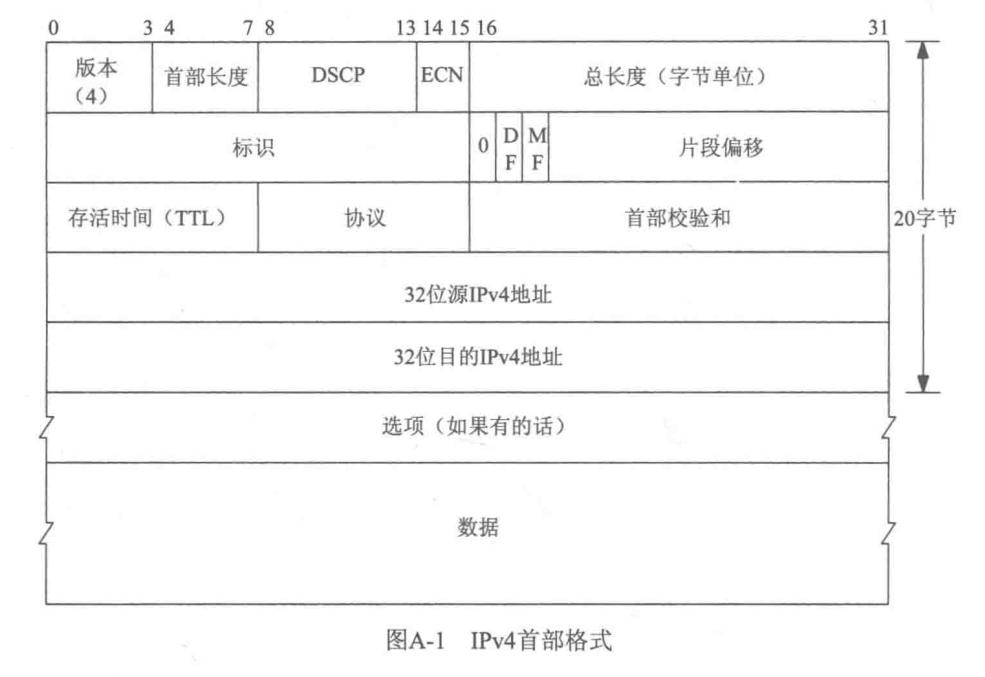 0 3 4 7 8 13 14 15 16 31
版本
(4)
首部长度
DSCP
ECN
总长度（字节单位）
标识
0
D
F
M
F
片段偏移
存活时间（TTL）
协议
首部校验和
20字节
32位源IPv4地址
32位目的IPv4地址
选项（如果有的话）
数据
图A-1 IPv4首部格式